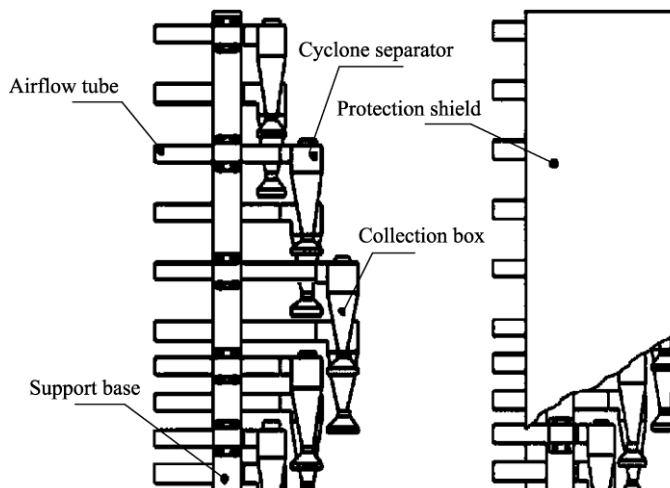 Cyclone separator
Airflow tube
Protection shield
Collection box
Support base